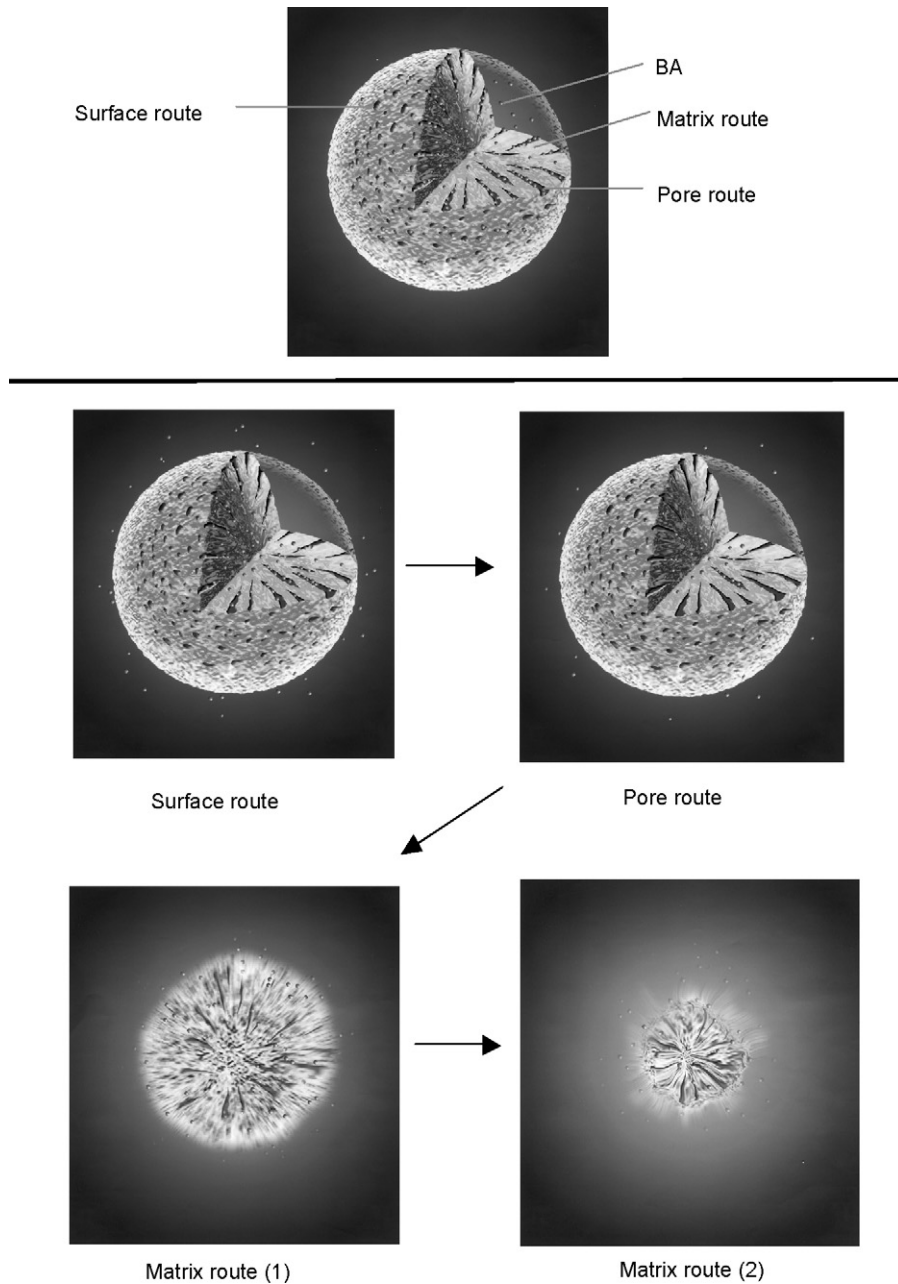 BA
Surface route
Matrix route
Pore route
Surface route
Pore route
Matrix route (1)
Matrix route (2)